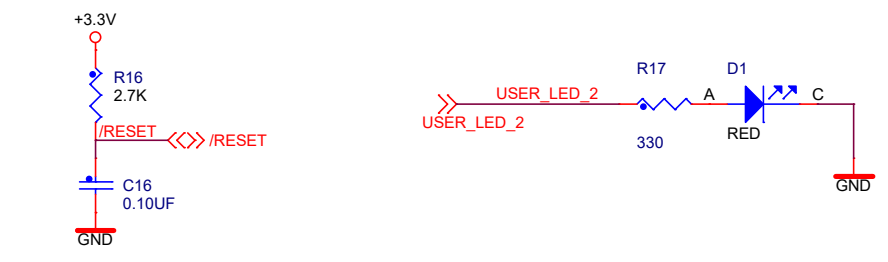 +3.3V
R16
2.7K
/RESET
/RESET
C16
0.10UF
GND
R17
D1
USER_LED_2
A
C
USER_LED_2
RED
330
GND